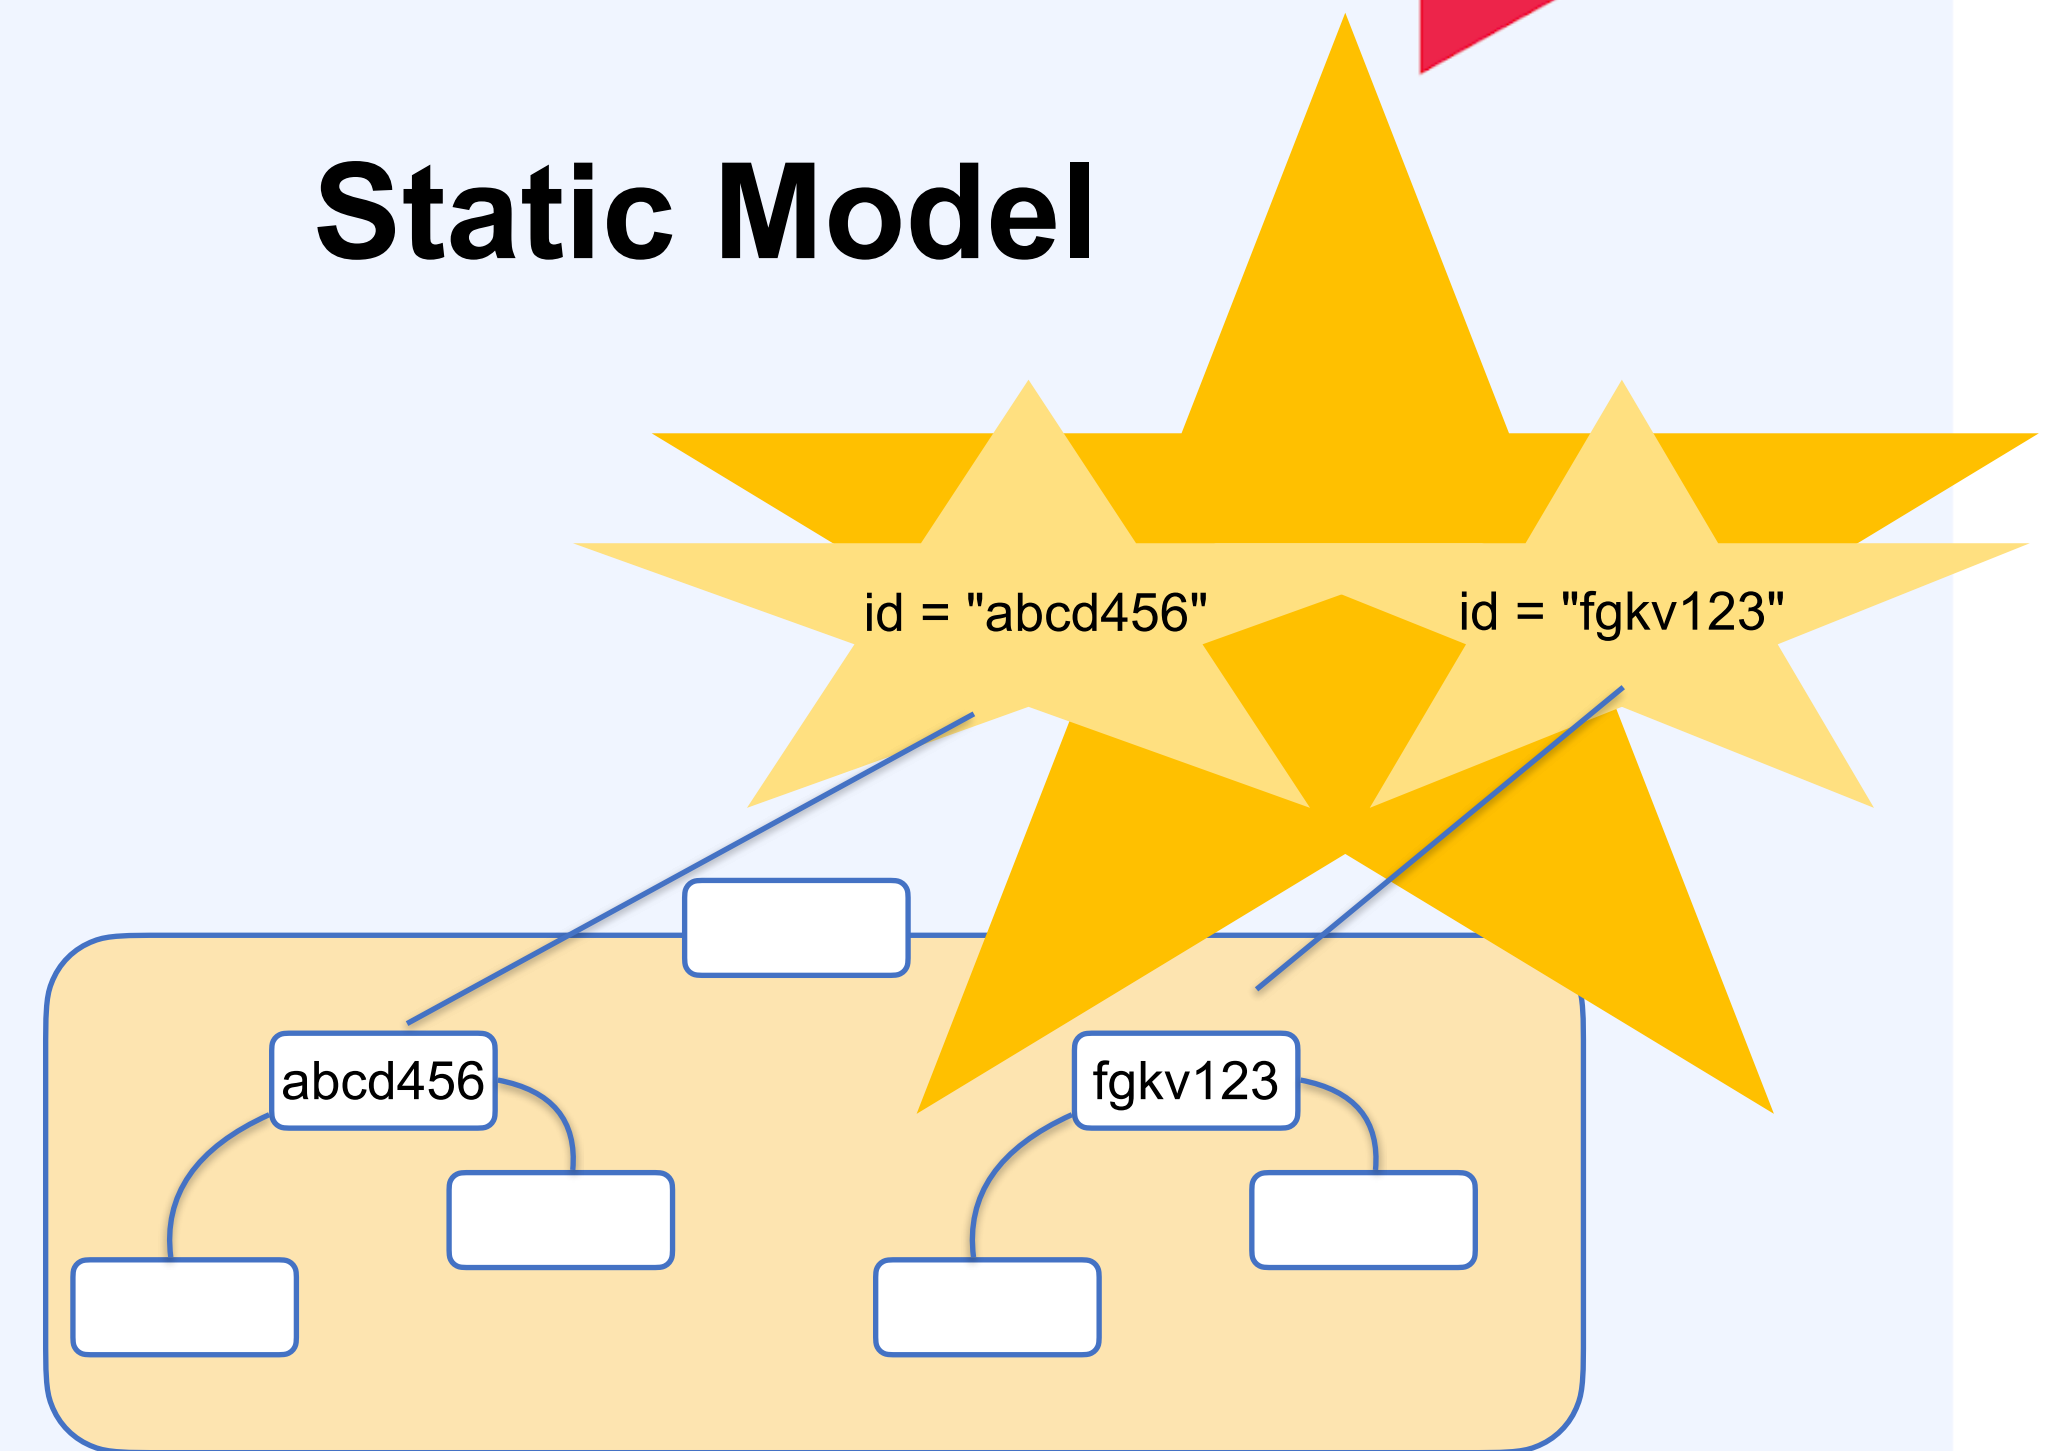 Static Model
id = "abcd456"
id = "fgkv123"
abcd456
fgkv123